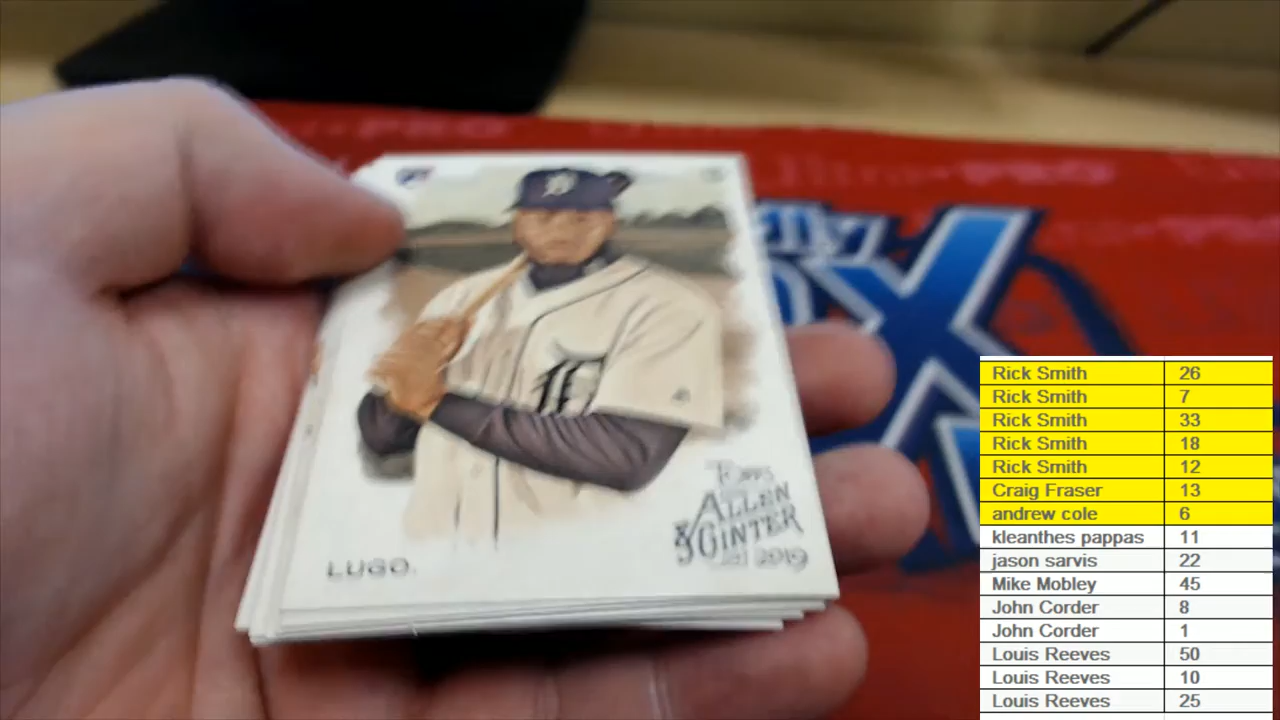 LUGO.
Topps
ALLEN
& GINTER
2019
Rick Smith 26
Rick Smith 7
Rick Smith 33
Rick Smith 18
Rick Smith 12
Craig Fraser 13
andrew cole 6
kleanthes pappas 11
jason sarvis 22
Mike Mobley 45
John Corder 8
John Corder 1
Louis Reeves 50
Louis Reeves 10
Louis Reeves 25